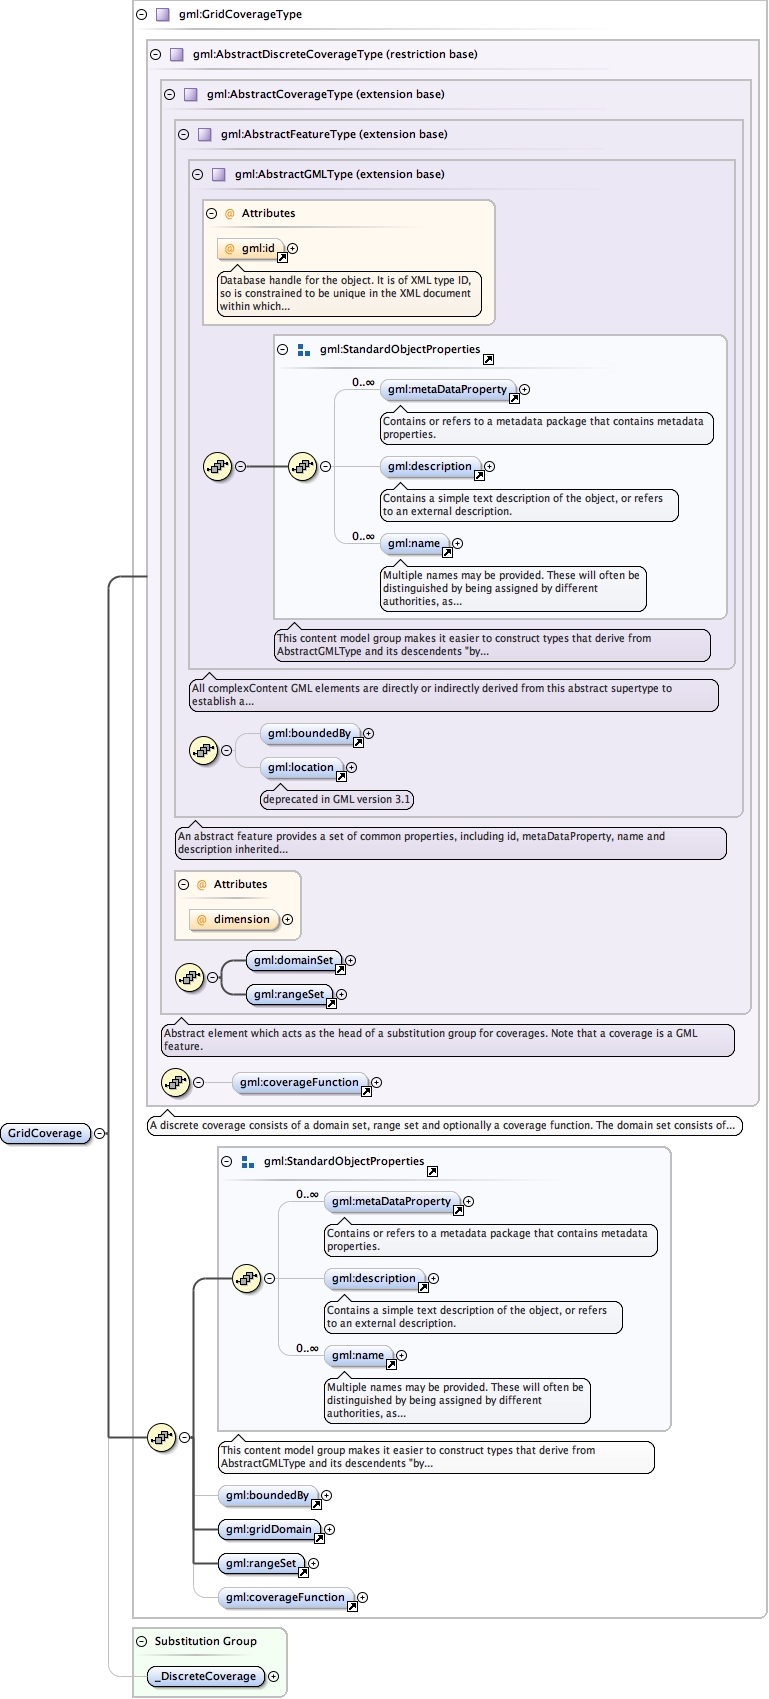 gml:GridCoverageType
gml:AbstractDiscreteCoverageType (restriction base)
gml:AbstractCoverageType (extension base)
gml:AbstractFeatureType (extension base)
gml:AbstractGMLType (extension base)
@ Attributes
@ gml:id
Database handle for the object. It is of XML type ID,
so is constrained to be unique in the XML document
within which...
gml:StandardObjectProperties
0..∞
gml:metaDataProperty
Contains or refers to a metadata package that contains metadata
properties.
gml:description
Contains a simple text description of the object, or refers
to an external description.
0..∞
gml:name
Multiple names may be provided. These will often be
distinguished by being assigned by different
authorities, as...
This content model group makes it easier to construct types that derive from
AbstractGMLType and its descendents "by...
All complexContent GML elements are directly or indirectly derived from this abstract supertype to
establish a...
gml:boundedBy
gml:location
deprecated in GML version 3.1
An abstract feature provides a set of common properties, including id, metaDataProperty, name and
description inherited...
@ Attributes
@ dimension
gml:domainSet
gml:rangeSet
Abstract element which acts as the head of a substitution group for coverages. Note that a coverage is a GML
feature.
gml:coverageFunction
A discrete coverage consists of a domain set, range set and optionally a coverage function. The domain set consists of...
GridCoverage
gml:StandardObjectProperties
0..∞
gml:metaDataProperty
Contains or refers to a metadata package that contains metadata
properties.
gml:description
Contains a simple text description of the object, or refers
to an external description.
0..∞
gml:name
Multiple names may be provided. These will often be
distinguished by being assigned by different
authorities, as...
This content model group makes it easier to construct types that derive from
AbstractGMLType and its descendents "by...
gml:boundedBy
gml:gridDomain
gml:rangeSet
gml:coverageFunction
Substitution Group
_DiscreteCoverage